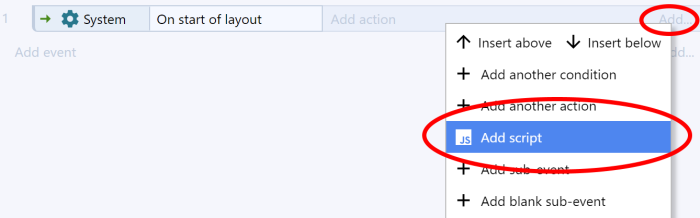 1 System On start of layout Add action Add...
Add event dd...
Insert above Insert below
Add another condition
Add another action
JS Add script
Add sub-event
Add blank sub-event